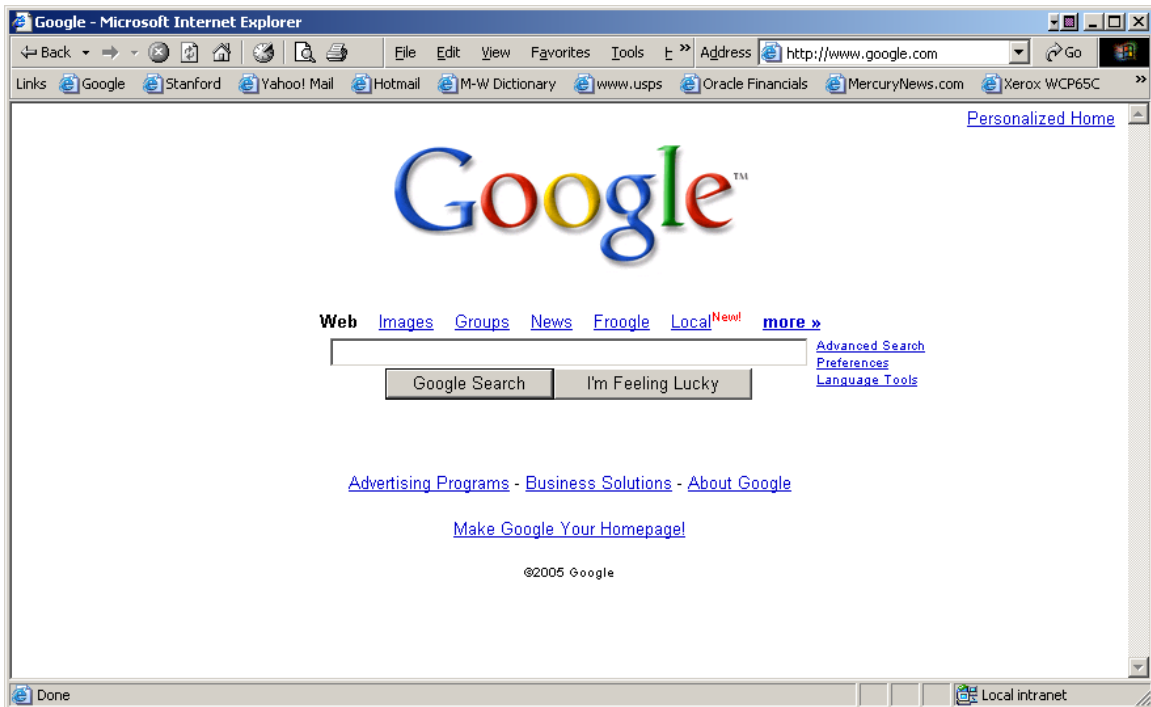 Google - Microsoft Internet Explorer
Back File Edit View Favorites Tools » Address http://www.google.com Go
Links Google Stanford Yahoo! Mail Hotmail M-W Dictionary www.usps Oracle Financials MercuryNews.com Xerox WCP65C »
Personalized Home
Google™
Web Images Groups News Froogle Local New! more »
Advanced Search
Preferences
Google Search I'm Feeling Lucky Language Tools
Advertising Programs - Business Solutions - About Google
Make Google Your Homepage!
©2005 Google
Done Local intranet